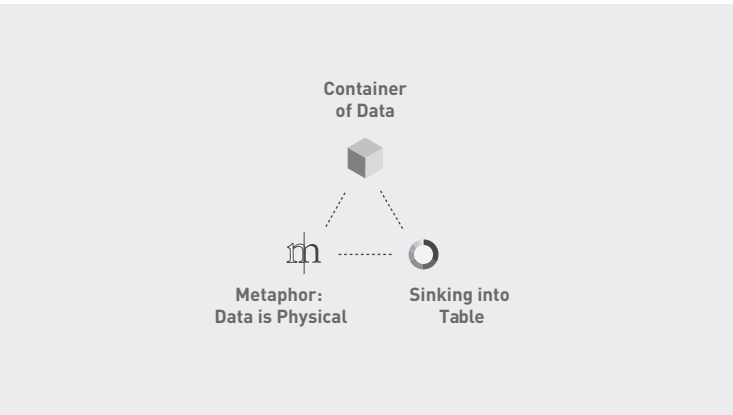 Container
of Data
m
Metaphor:
Data is Physical
Sinking into
Table